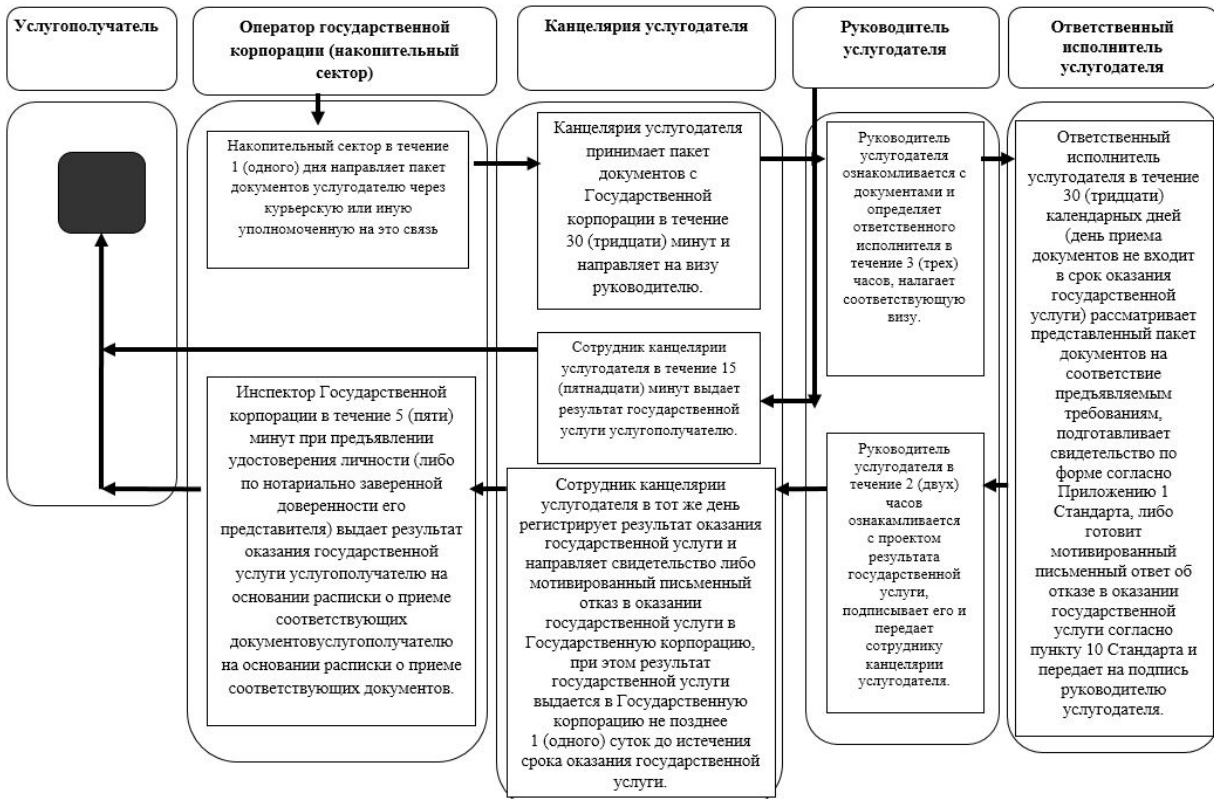 Услугополучатель
Оператор государственной
корпорации (накопительный
сектор)
Канцелярия услугодателя
Руководитель
услугодателя
Ответственный
исполнитель
услугодателя
Накопительный сектор в течение
1 (одного) дня направляет пакет
документов услугодателю через
курьерскую или иную
уполномоченную на это связь
Канцелярия услугодателя
принимает пакет
документов с
Государственной
корпорации в течение
30 (тридцати) минут и
направляет на визу
руководителю.
Руководитель
услугодателя
ознакомливается с
документами и
определяет
ответственного
исполнителя в
течение 3 (трех)
часов, налагает
соответствующую
визу.
Ответственный
исполнитель
услугодателя в течение
30 (тридцати)
календарных дней
(день приема
документов не входит
в срок оказания
государственной
услуги) рассматривает
представленный пакет
документов на
соответствие
предъявляемым
требованиям,
подготавливает
свидетельство по
форме согласно
Приложению 1
Стандарта, либо
готовит
мотивированный
письменный ответ об
отказе в оказании
государственной
услуги согласно
пункту 10 Стандарта и
передает на подпись
руководителю
услугодателя.
Сотрудник канцелярии
услугодателя в течение 15
(пятнадцати) минут выдает
результат государственной
услуги услугополучателю.
Инспектор Государственной
корпорации в течение 5 (пяти)
минут при предъявлении
удостоверения личности (либо
по нотариально заверенной
доверенности его
представителя) выдает результат
оказания государственной
услуги услугополучателю на
основании расписки о приеме
соответствующих
документовуслугополучателю
на основании расписки о приеме
соответствующих документов.
Сотрудник канцелярии
услугодателя в тот же день
регистрирует результат оказания
государственной услуги и
направляет свидетельство либо
мотивированный письменный
отказ в оказании
государственной услуги в
Государственную корпорацию,
при этом результат
государственной услуги
выдается в Государственную
корпорацию не позднее
1 (одного) суток до истечения
срока оказания государственной
услуги.
Руководитель
услугодателя в
течение 2 (двух)
часов
ознакамливается
с проектом
результата
государственной
услуги,
подписывает его и
передает
сотруднику
канцелярии
услугодателя.